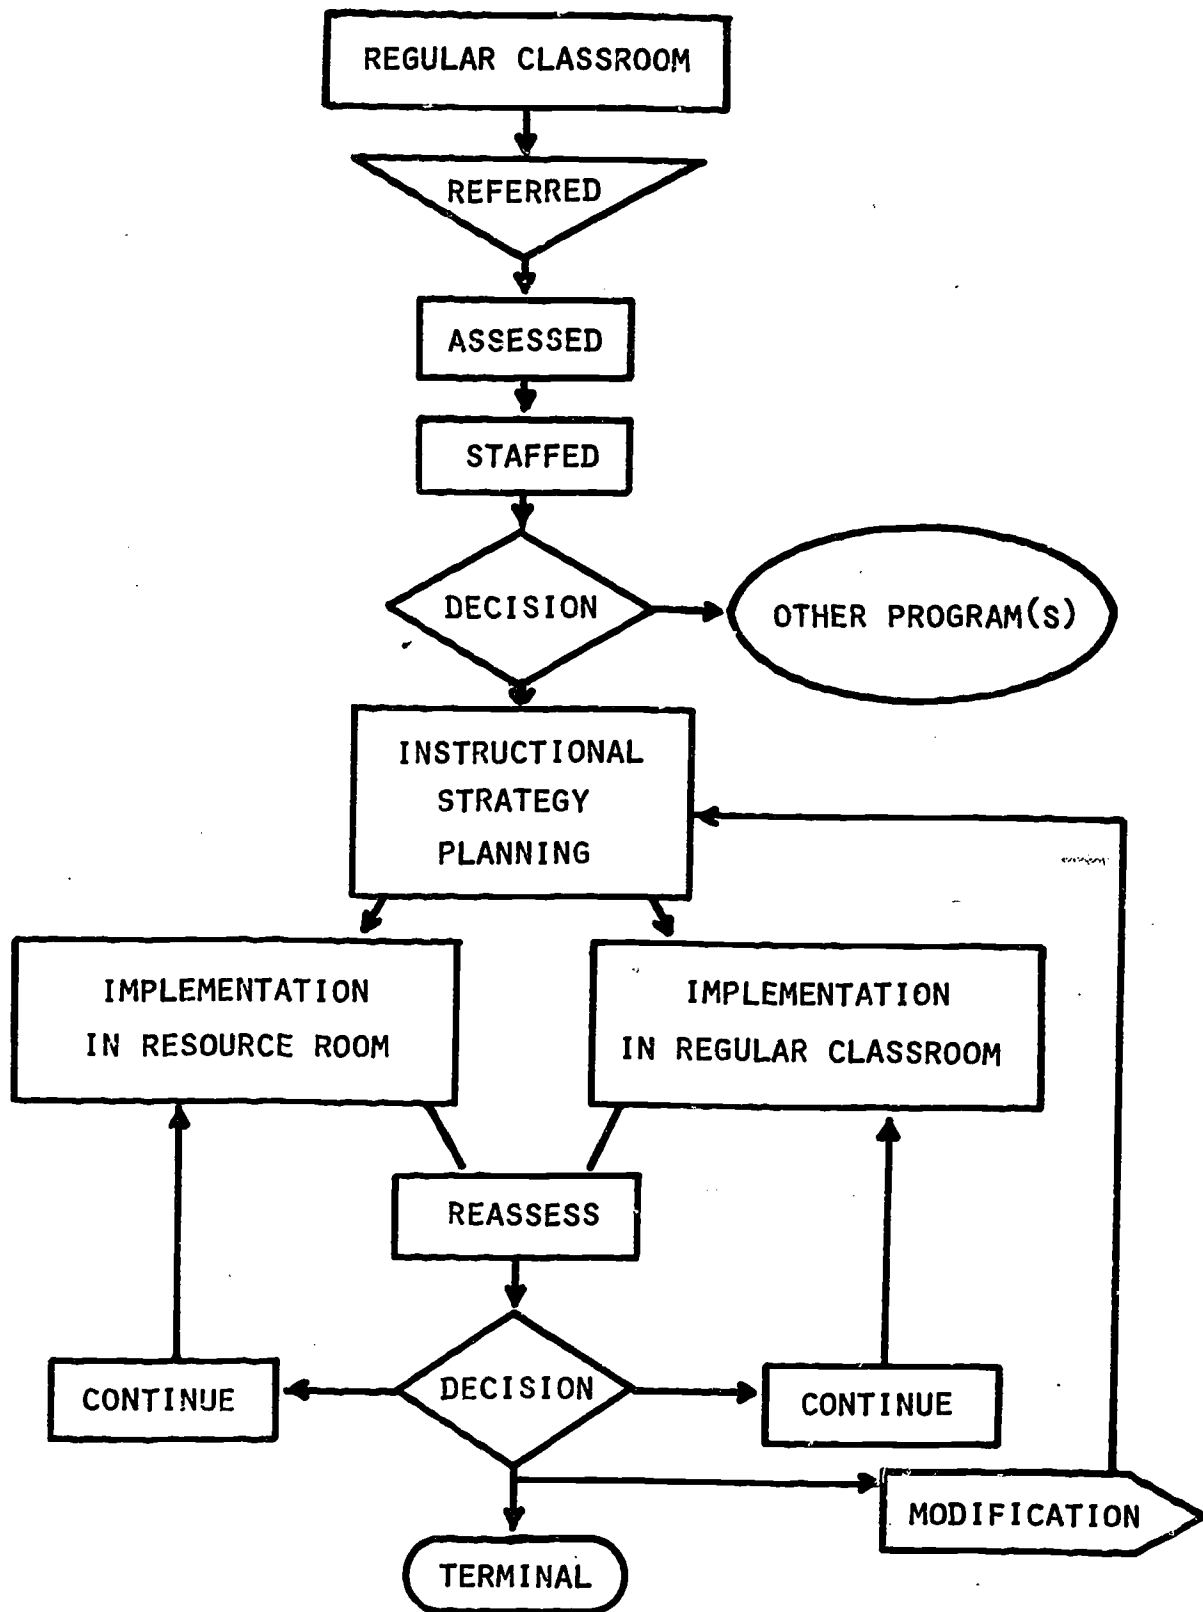 REGULAR CLASSROOM
REFERRED
ASSESSED
STAFFED
DECISION
OTHER PROGRAM(S)
INSTRUCTIONAL
STRATEGY
PLANNING
IMPLEMENTATION
IN RESOURCE ROOM
IMPLEMENTATION
IN REGULAR CLASSROOM
REASSESS
CONTINUE
DECISION
CONTINUE
MODIFICATION
TERMINAL